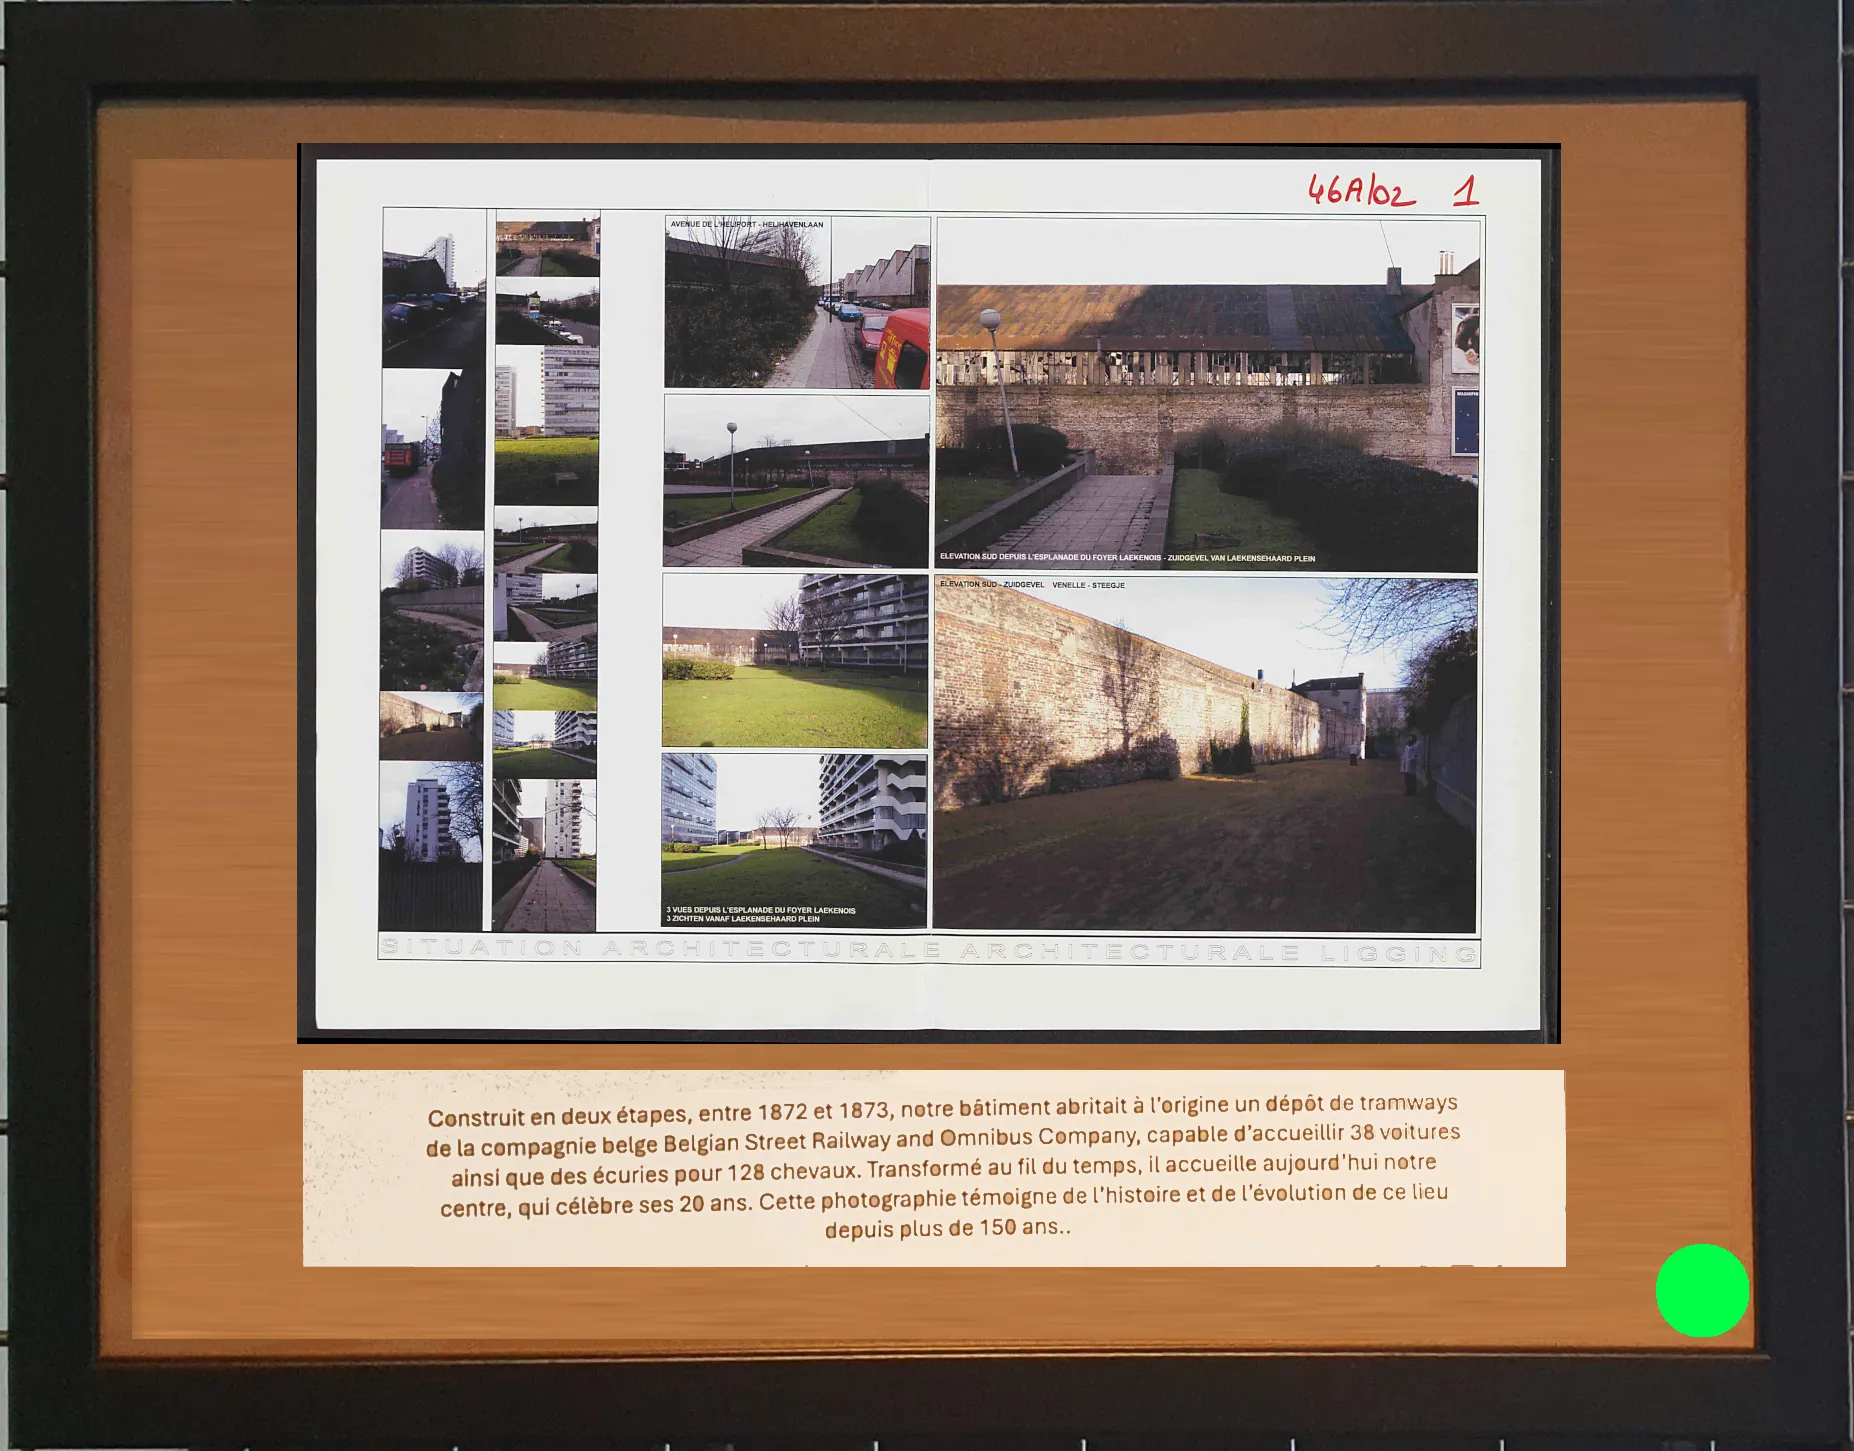 46A/02 1
AVENUE DE L'HELIPORT - HELIHAVENLAAN
ELEVATION SUD DEPUIS L'ESPLANADE DU FOYER LAEKENOIS - ZUIDGEVEL VAN LAEKENSEHAARD PLEIN
ELEVATION SUD - ZUIDGEVEL VENELLE - STEEGJE
3 VUES DEPUIS L'ESPLANADE DU FOYER LAEKENOIS
3 ZICHTEN VANAF LAEKENSEHAARD PLEIN
SITUATION ARCHITECTURALE ARCHITECTURALE LIGGING
Construit en deux étapes, entre 1872 et 1873, notre bâtiment abritait à l'origine un dépôt de tramways
de la compagnie belge Belgian Street Railway and Omnibus Company, capable d'accueillir 38 voitures
ainsi que des écuries pour 128 chevaux. Transformé au fil du temps, il accueille aujourd'hui notre
centre, qui célèbre ses 20 ans. Cette photographie témoigne de l'histoire et de l'évolution de ce lieu
depuis plus de 150 ans..